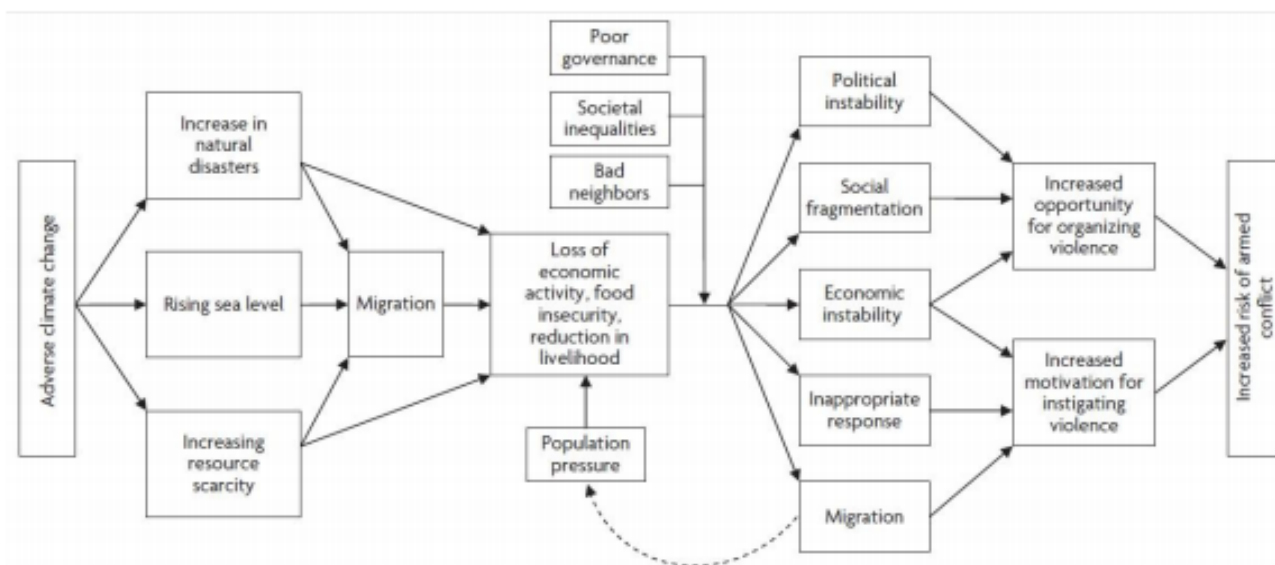 Adverse climate change
Increase in
natural
disasters
Rising sea level
Increasing
resource
scarcity
Migration
Loss of
economic
activity, food
insecurity,
reduction in
livelihood
Population
pressure
Poor
governance
Societal
inequalities
Bad
neighbors
Political
instability
Social
fragmentation
Economic
instability
Inappropriate
response
Migration
Increased
opportunity
for organizing
violence
Increased
motivation for
instigating
violence
Increased risk of armed
conflict